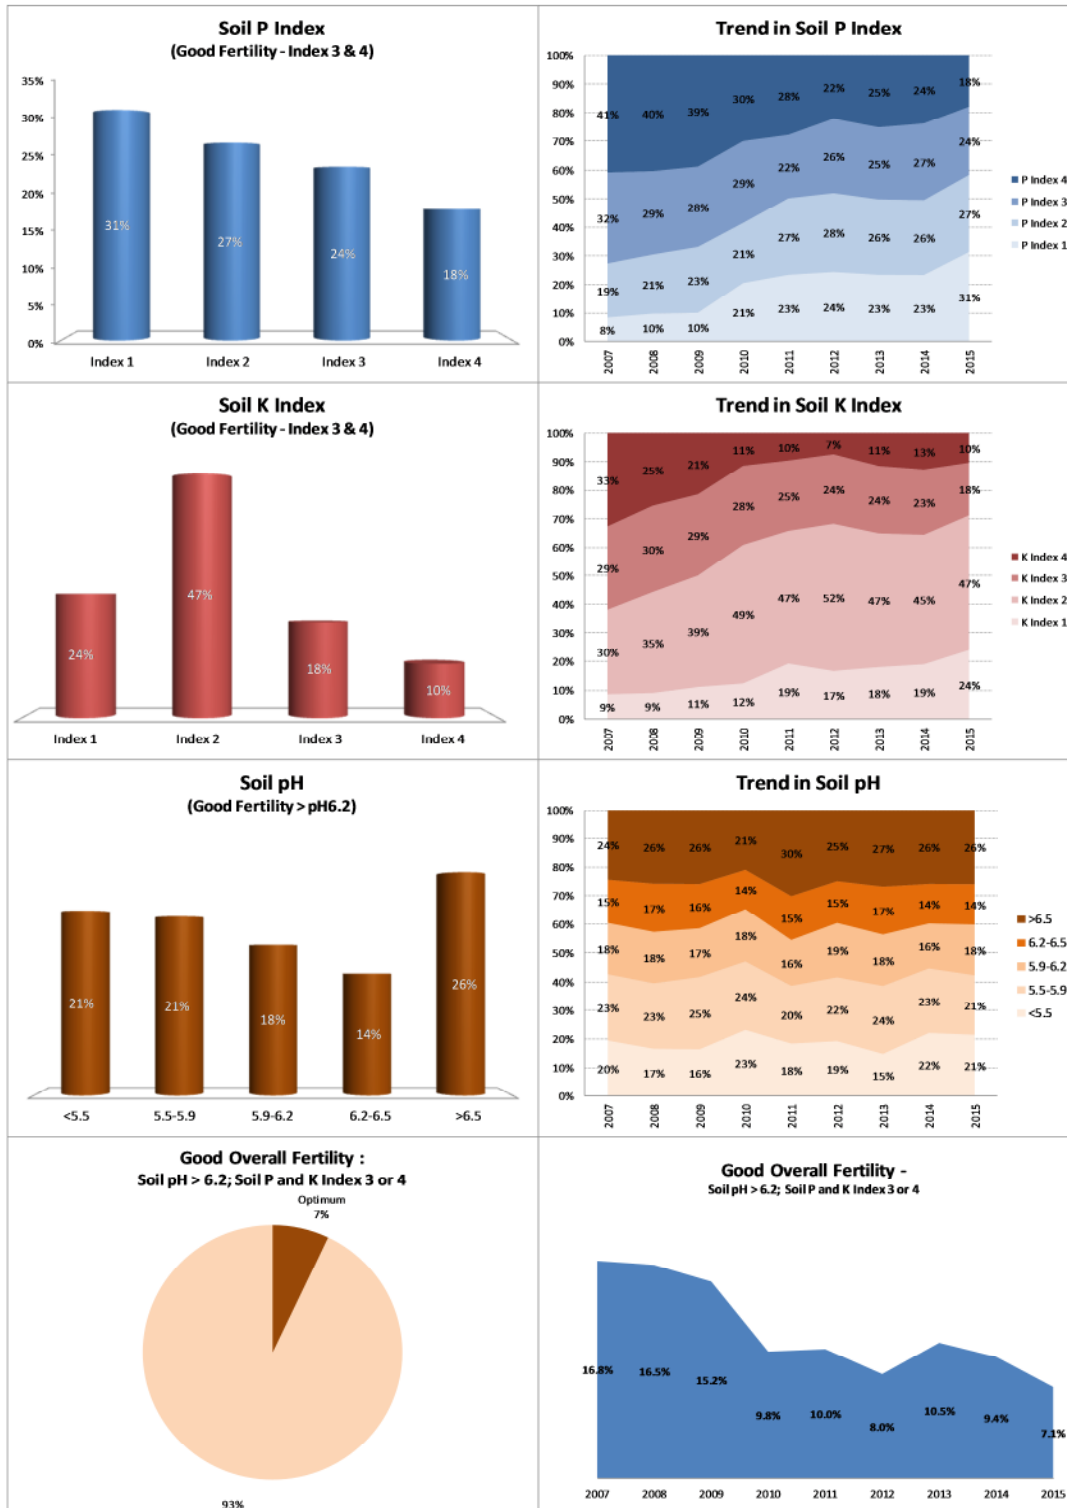 Soil P Index
(Good Fertility - Index 3 & 4)
35%
30%
25%
20%
15%
10%
5%
0%
31%
27%
24%
18%
Index 1
Index 2
Index 3
Index 4
Trend in Soil P Index
100%
90%
80%
70%
60%
50%
40%
30%
20%
10%
0%
41% 40% 39% 30% 28% 22% 25% 24% 18%
32% 29% 28% 29% 22% 26% 25% 27% 24%
19% 21% 23% 21% 27% 28% 26% 26% 27%
8% 10% 10% 21% 23% 24% 23% 23% 31%
2007 2008 2009 2010 2011 2012 2013 2014 2015
P Index 4
P Index 3
P Index 2
P Index 1
Soil K Index
(Good Fertility - Index 3 & 4)
24%
47%
18%
10%
Index 1
Index 2
Index 3
Index 4
Trend in Soil K Index
100%
90%
80%
70%
60%
50%
40%
30%
20%
10%
0%
33% 25% 21% 11% 10% 7% 11% 13% 10%
29% 30% 29% 28% 25% 24% 24% 23% 18%
30% 35% 39% 49% 47% 52% 47% 45% 47%
9% 9% 11% 12% 19% 17% 18% 19% 24%
2007 2008 2009 2010 2011 2012 2013 2014 2015
K Index 4
K Index 3
K Index 2
K Index 1
Soil pH
(Good Fertility > pH6.2)
21%
21%
18%
14%
26%
<5.5
5.5-5.9
5.9-6.2
6.2-6.5
>6.5
Trend in Soil pH
100%
90%
80%
70%
60%
50%
40%
30%
20%
10%
0%
24% 26% 26% 21% 30% 25% 27% 26% 26%
15% 17% 16% 14% 15% 15% 17% 14% 14%
18% 18% 17% 18% 16% 19% 18% 16% 18%
23% 23% 25% 24% 20% 22% 24% 23% 21%
20% 17% 16% 23% 18% 19% 15% 22% 21%
2007 2008 2009 2010 2011 2012 2013 2014 2015
>6.5
6.2-6.5
5.9-6.2
5.5-5.9
<5.5
Good Overall Fertility :
Soil pH > 6.2; Soil P and K Index 3 or 4
Optimum
7%
93%
Good Overall Fertility -
Soil pH > 6.2; Soil P and K Index 3 or 4
16.8% 16.5% 15.2% 9.8% 10.0% 8.0% 10.5% 9.4% 7.1%
2007 2008 2009 2010 2011 2012 2013 2014 2015